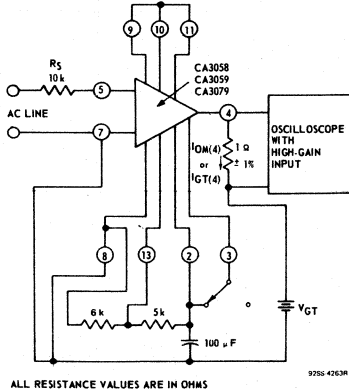 9 10 11
RS
10 k
5
CA3058
CA3059
CA3079
AC LINE
7
4
OSCILLOSCOPE
WITH
HIGH-GAIN
INPUT
IOM(4)
or
IGT(4)
1 Ω
± 1%
8 13 2 3
6 k 5 k
VGT
100 μF
92SS-4263R
ALL RESISTANCE VALUES ARE IN OHMS